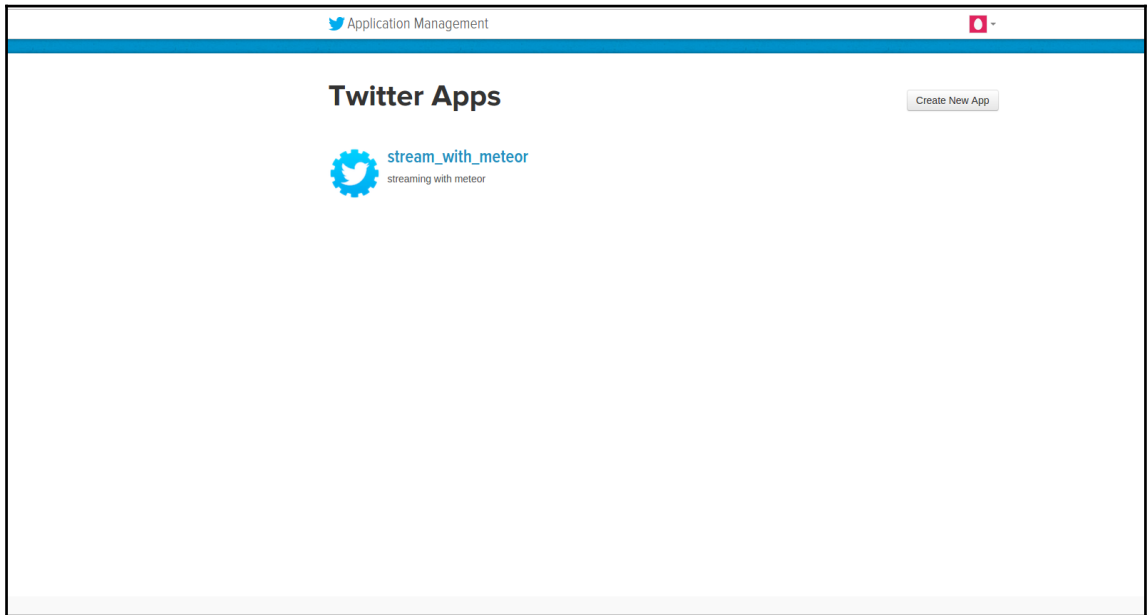 Application Management
Twitter Apps
Create New App
stream_with_meteor
streaming with meteor